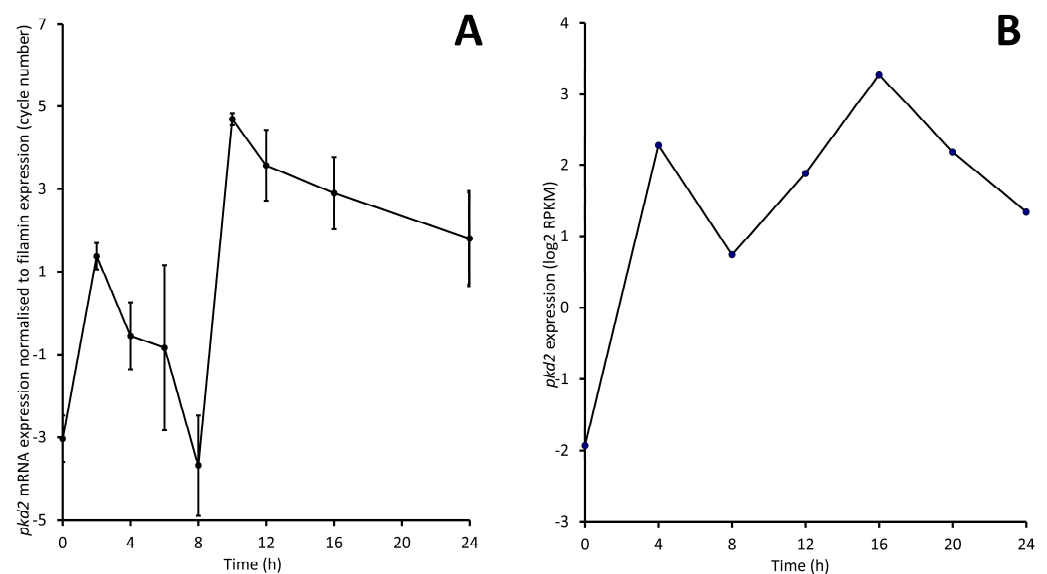 A
pkd2 mRNA expression normalised to filamin expression (cycle number)
7
5
3
1
-1
-3
-5
0 4 8 12 16 20 24
Time (h)
B
pkd2 expression (log2 RPKM)
4
3
2
1
0
-1
-2
-3
0 4 8 12 16 20 24
Time (h)